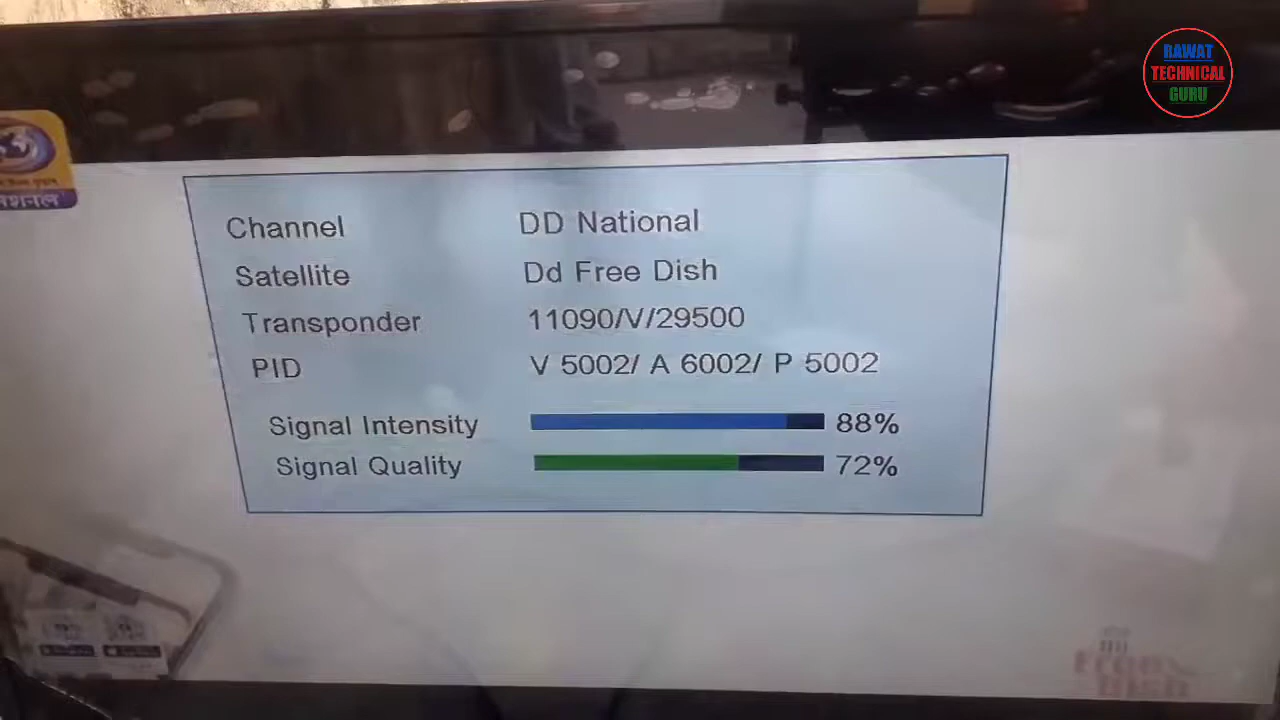 RAWAT
TECHNICAL
GURU
Channel DD National
Satellite Dd Free Dish
Transponder 11090/V/29500
PID V 5002/ A 6002/ P 5002
Signal Intensity 88%
Signal Quality 72%
Dish